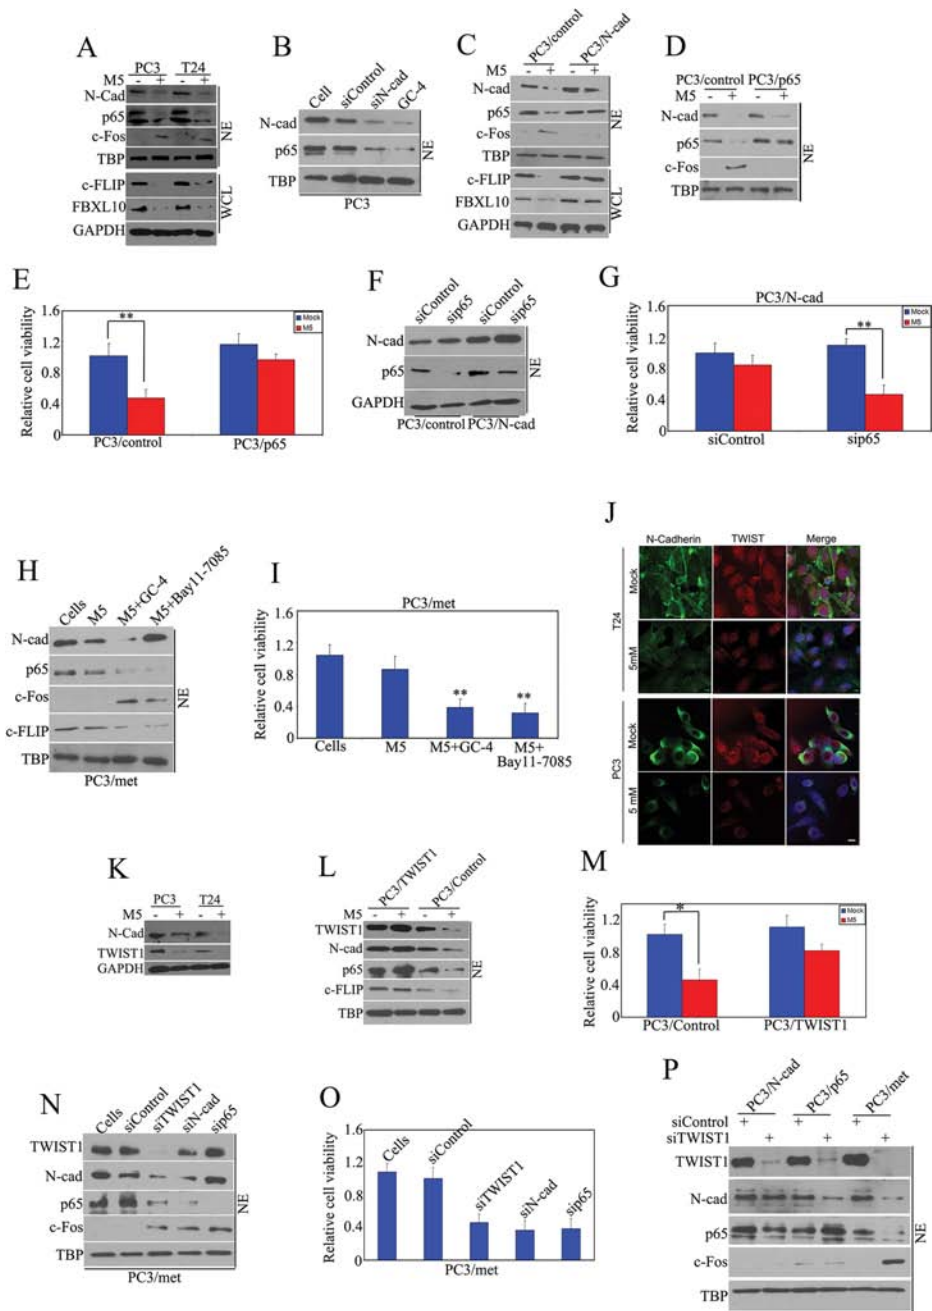 A
PC3 T24
M5 - + - +
N-Cad
p65
c-Fos
TBP
NE
c-FLIP
FBXL10
GAPDH
WCL
B
Cell siControl siN-cad GC-4
N-cad
p65
TBP
NE
PC3
C
PC3/control PC3/N-cad
M5 - + - +
N-cad
p65
c-Fos
TBP
NE
c-FLIP
FBXL10
GAPDH
WCL
D
PC3/control PC3/p65
M5 - + - +
N-cad
p65
c-Fos
TBP
NE
E
Relative cell viability
1.6
1.2
0.8
0.4
0
**
Mock
M5
PC3/control PC3/p65
F
siControl sip65 siControl sip65
N-cad
p65
GAPDH
NE
PC3/control PC3/N-cad
G
PC3/N-cad
Relative cell viability
1.6
1.2
0.8
0.4
0
**
Mock
M5
siControl sip65
H
Cells M5 M5+GC-4 M5+Bay11-7085
N-cad
p65
c-Fos
c-FLIP
TBP
NE
PC3/met
I
PC3/met
Relative cell viability
1.6
1.2
0.8
0.4
0
** **
Cells M5 M5+GC-4 M5+
Bay11-7085
J
N-Cadherin TWIST Merge
T24
Mock
5mM
PC3
Mock
5 mM
K
PC3 T24
M5 - + - +
N-Cad
TWIST1
GAPDH
L
PC3/TWIST1 PC3/Control
M5 - + - +
TWIST1
N-cad
p65
c-FLIP
TBP
NE
M
Relative cell viability
1.2
0.8
0.4
0
*
Mock
M5
PC3/Control PC3/TWIST1
N
Cells siControl siTWIST1 siN-cad sip65
TWIST1
N-cad
p65
c-Fos
TBP
NE
PC3/met
O
Relative cell viability
1.6
1.2
0.8
0.4
0
Cells siControl siTWIST1 siN-cad sip65
PC3/met
P
PC3/N-cad PC3/p65 PC3/met
siControl + + +
siTWIST1 + + +
TWIST1
N-cad
p65
c-Fos
TBP
NE